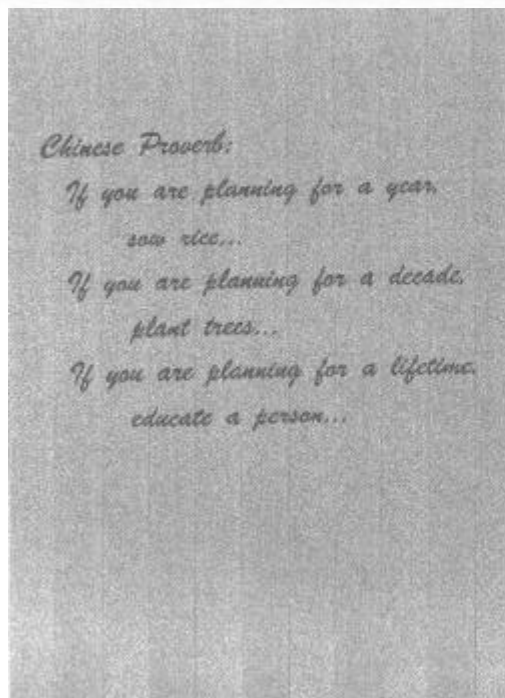 Chinese Proverb:
If you are planning for a year,
sow rice...
If you are planning for a decade,
plant trees...
If you are planning for a lifetime,
educate a person...